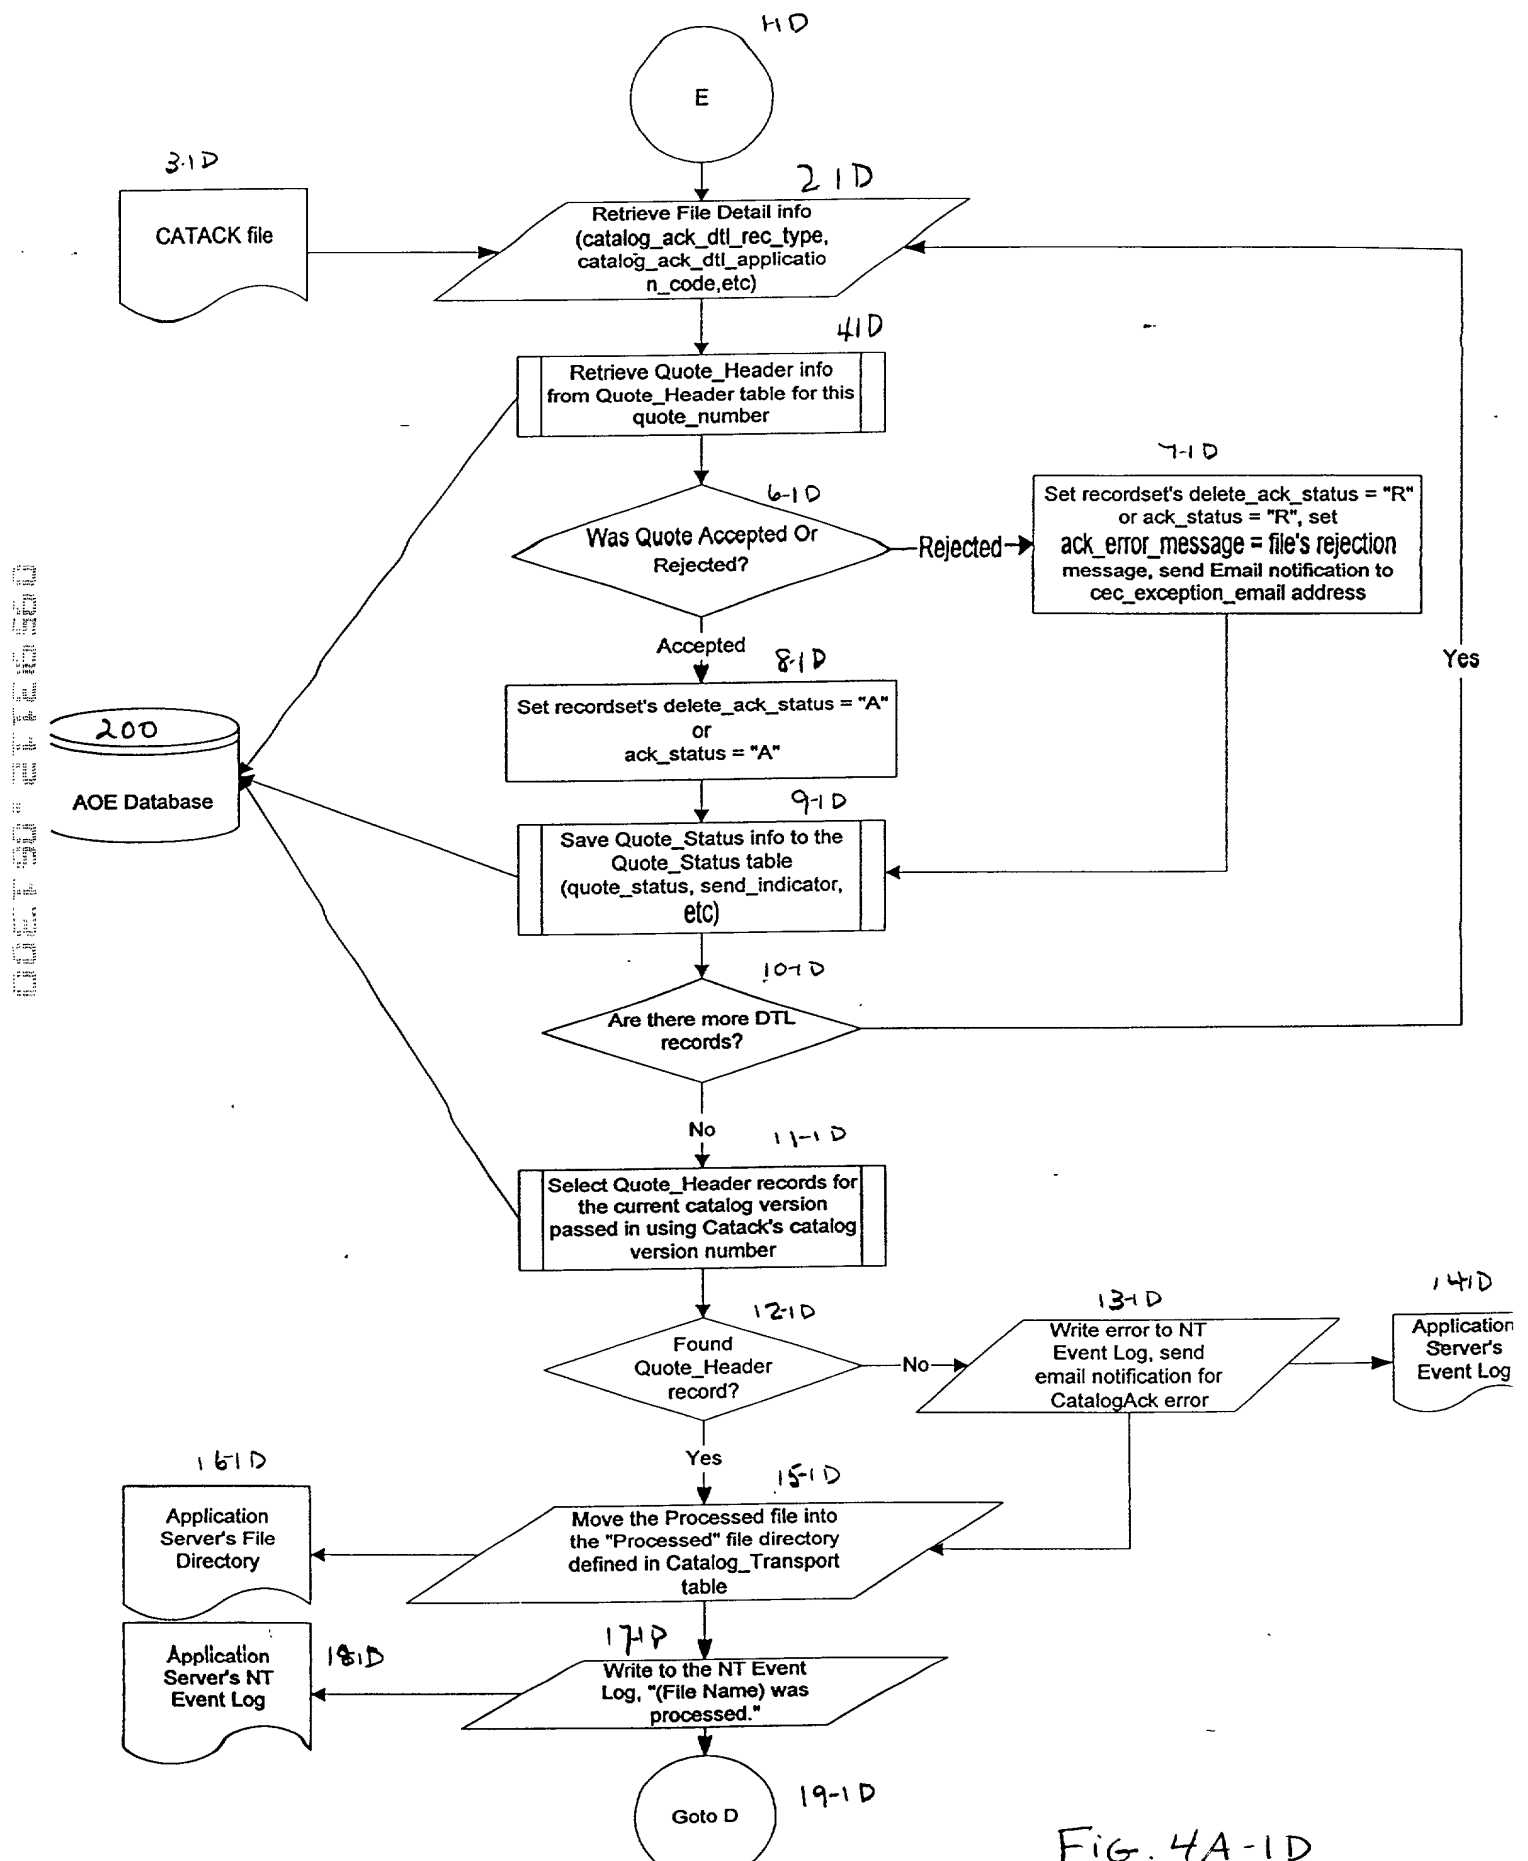 1-1D
E
3-1D
2-1D
CATACK file
Retrieve File Detail info
(catalog_ack_dtl_rec_type,
catalog_ack_dtl_applicatio
n_code,etc)
4-1D
Retrieve Quote_Header info
from Quote_Header table for this
quote_number
6-1D
Was Quote Accepted Or
Rejected?
Rejected
7-1D
Set recordset's delete_ack_status = "R"
or ack_status = "R", set
ack_error_message = file's rejection
message, send Email notification to
cec_exception_email address
Yes
Accepted
8-1D
Set recordset's delete_ack_status = "A"
or
ack_status = "A"
200
AOE Database
9-1D
Save Quote_Status info to the
Quote_Status table
(quote_status, send_indicator,
etc)
10-1D
Are there more DTL
records?
No
11-1D
Select Quote_Header records for
the current catalog version
passed in using Catack's catalog
version number
12-1D
Found
Quote_Header
record?
No
13-1D
Write error to NT
Event Log, send
email notification for
CatalogAck error
14-1D
Application
Server's
Event Log
Yes
16-1D
Application
Server's File
Directory
15-1D
Move the Processed file into
the "Processed" file directory
defined in Catalog_Transport
table
17-1D
Write to the NT Event
Log, "(File Name) was
processed."
18-1D
Application
Server's NT
Event Log
Goto D
19-1D
FiG. 4A-1D